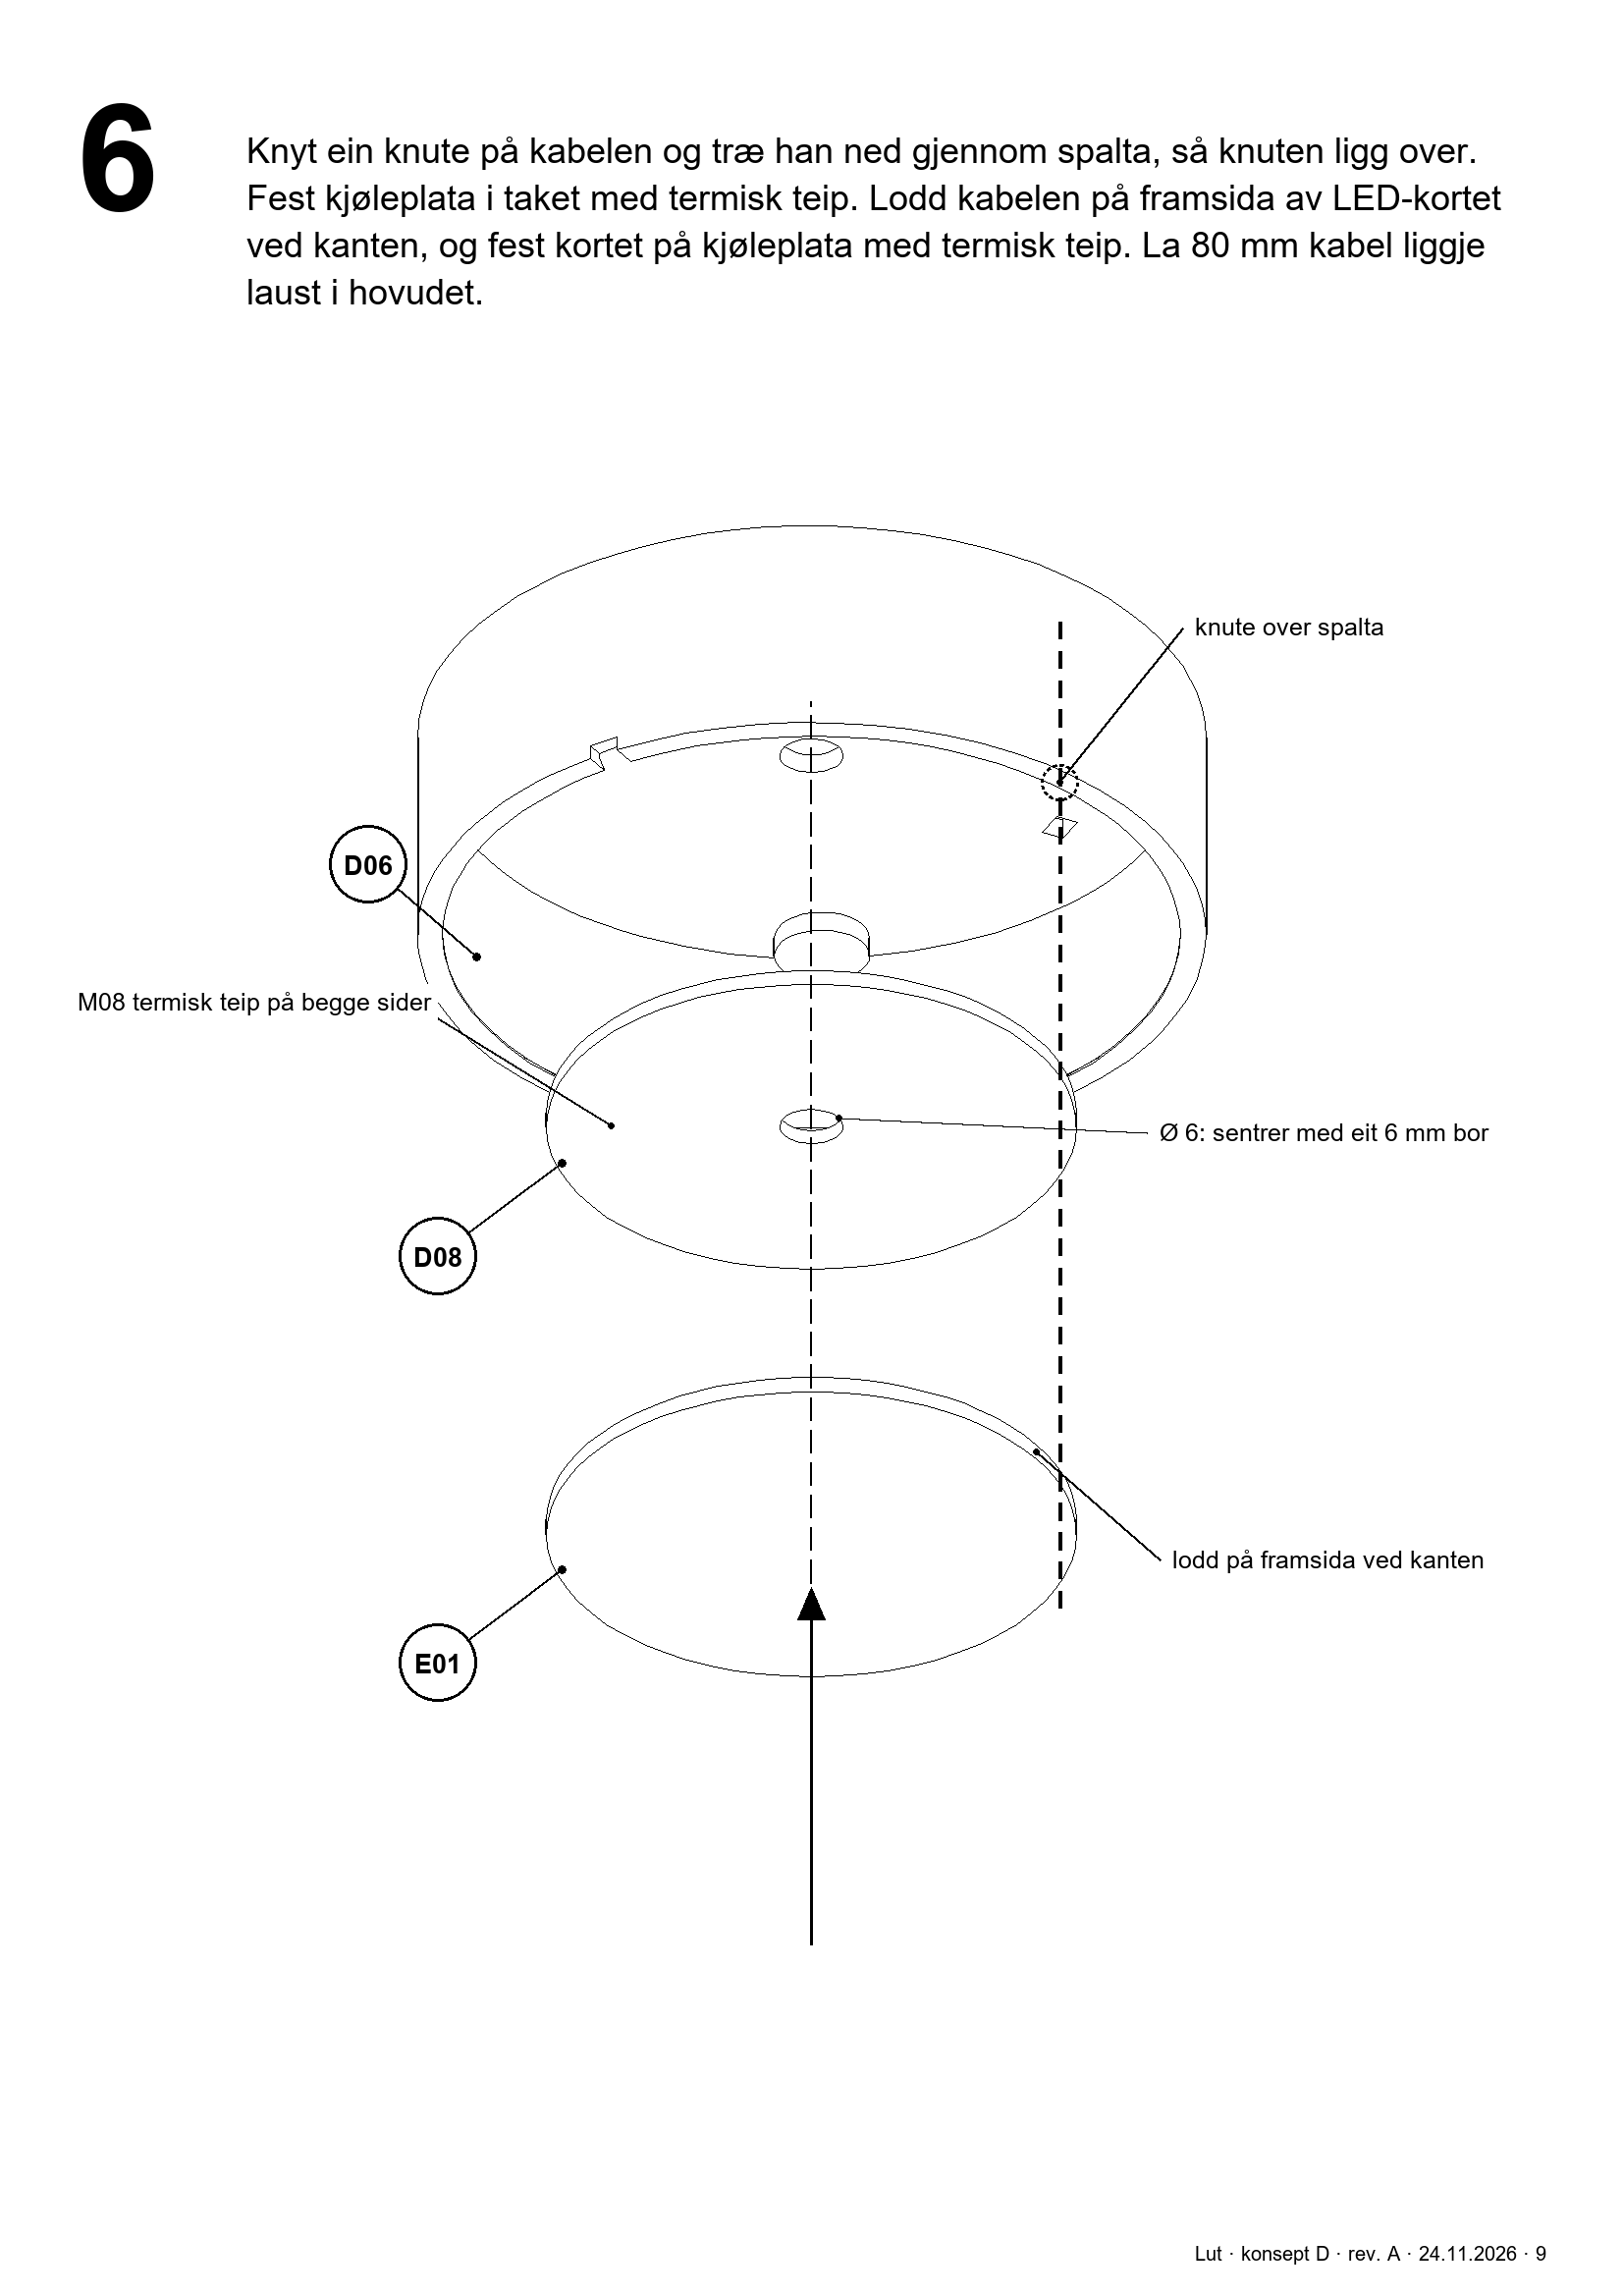 6
Knyt ein knute på kabelen og træ han ned gjennom spalta, så knuten ligg over.
Fest kjøleplata i taket med termisk teip. Lodd kabelen på framsida av LED-kortet
ved kanten, og fest kortet på kjøleplata med termisk teip. La 80 mm kabel liggje
laust i hovudet.
knute over spalta
D06
M08 termisk teip på begge sider
Ø 6: sentrer med eit 6 mm bor
D08
lodd på framsida ved kanten
E01
Lut · konsept D · rev. A · 24.11.2026 · 9